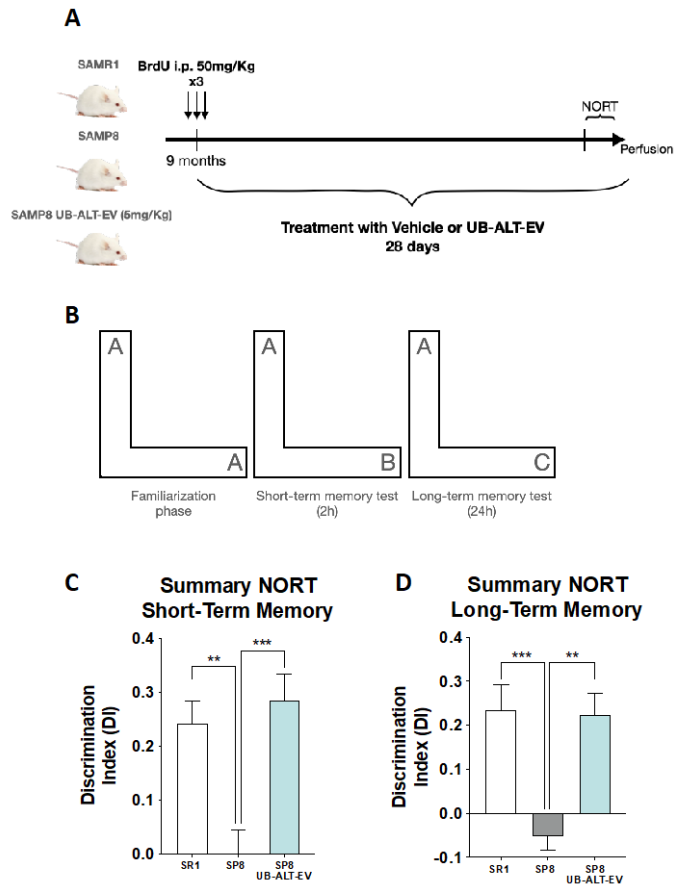 A
SAMR1
BrdU i.p. 50mg/Kg
x3
NORT
SAMP8
9 months
Perfusion
SAMP8 UB-ALT-EV (5mg/Kg)
Treatment with Vehicle or UB-ALT-EV
28 days
B
A
A
A
A
B
C
Familiarization
phase
Short-term memory test
(2h)
Long-term memory test
(24h)
C
Summary NORT
Short-Term Memory
Discrimination
Index (DI)
0.4
0.3
0.2
0.1
0.0
**
***
SR1
SP8
SP8
UB-ALT-EV
D
Summary NORT
Long-Term Memory
Discrimination
Index (DI)
0.4
0.3
0.2
0.1
0.0
-0.1
***
**
SR1
SP8
SP8
UB-ALT-EV